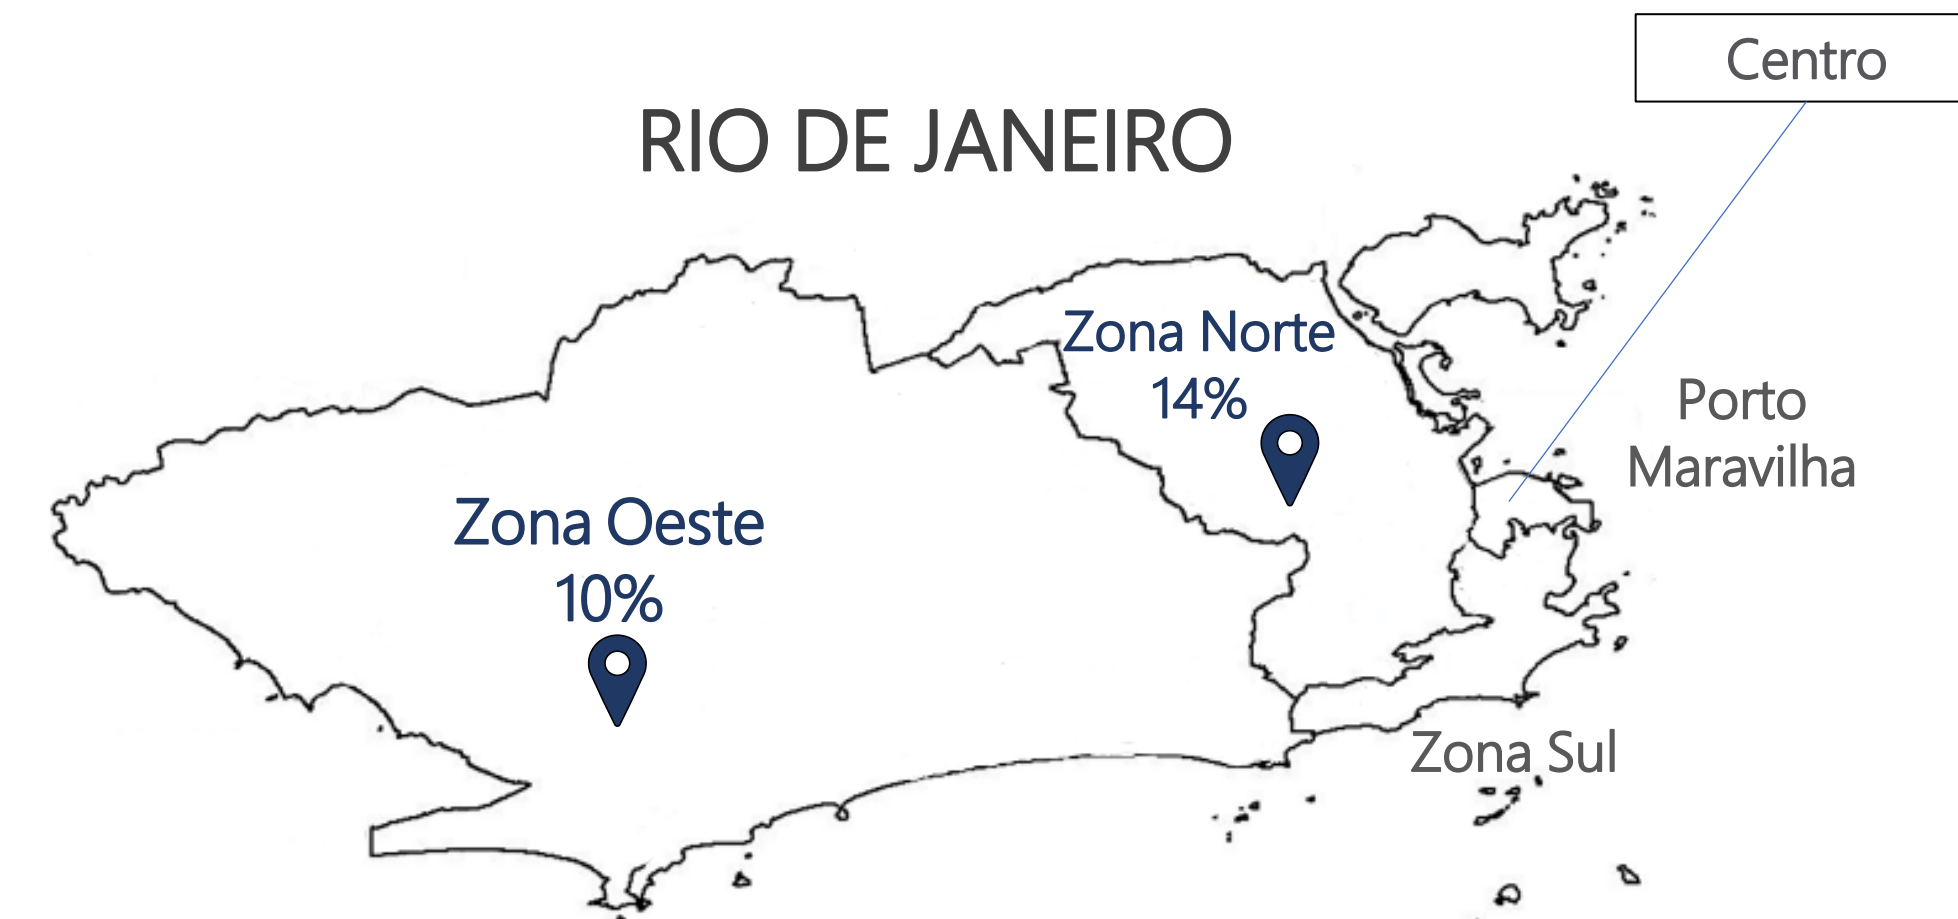 Centro
RIO DE JANEIRO
Zona Norte
14%
Porto
Maravilha
Zona Oeste
10%
Zona Sul